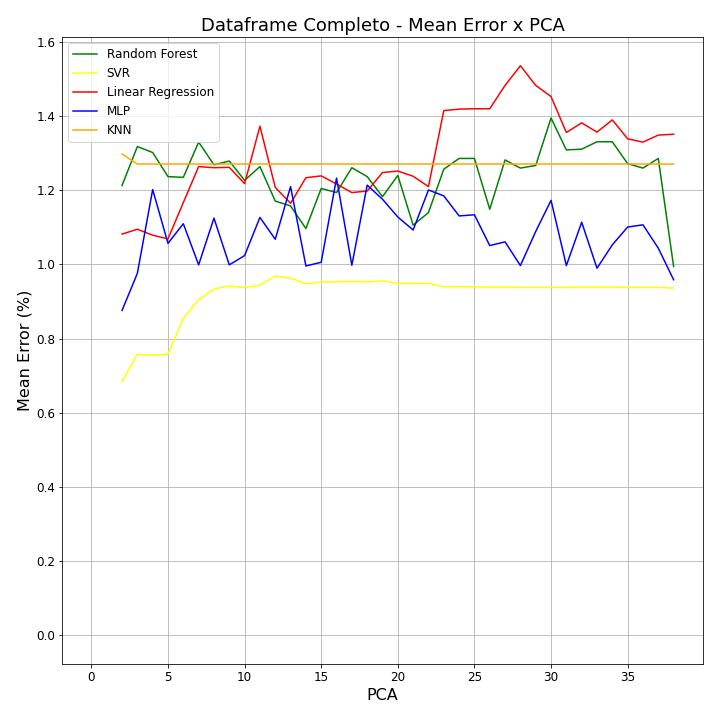 Dataframe Completo - Mean Error x PCA
Random Forest
SVR
Linear Regression
MLP
KNN
Mean Error (%)
1.6
1.4
1.2
1.0
0.8
0.6
0.4
0.2
0.0
0 5 10 15 20 25 30 35
PCA